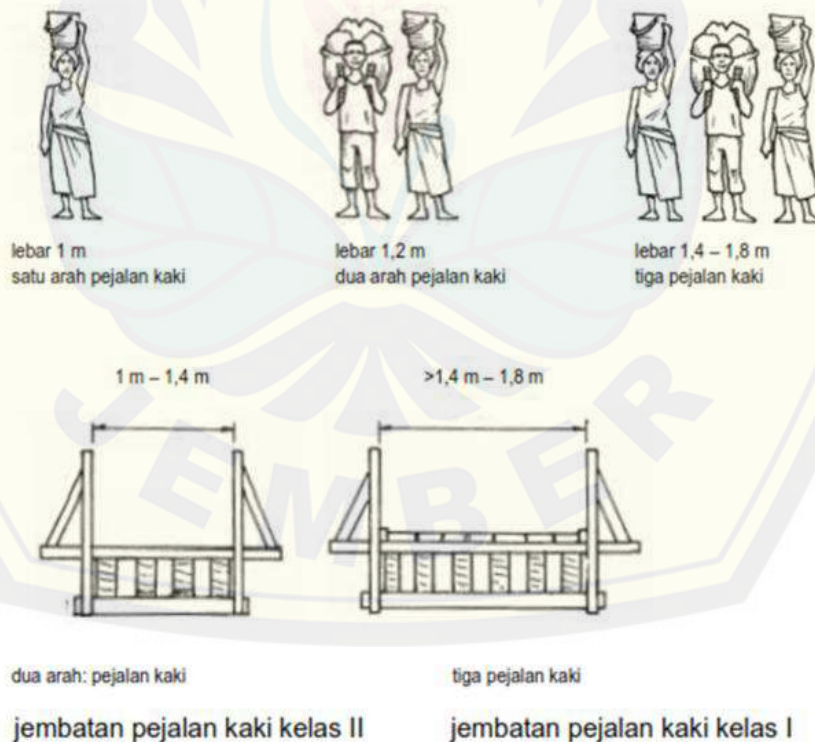 lebar 1 m
satu arah pejalan kaki
lebar 1,2 m
dua arah pejalan kaki
lebar 1,4 – 1,8 m
tiga pejalan kaki
1 m – 1,4 m
>1,4 m – 1,8 m
dua arah: pejalan kaki
tiga pejalan kaki
jembatan pejalan kaki kelas II
jembatan pejalan kaki kelas I
JEMBER